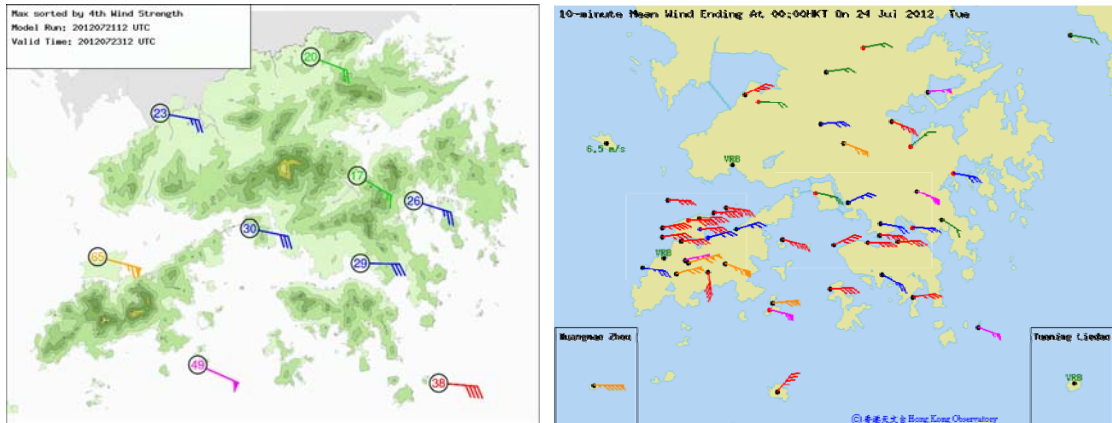 Max sorted by 4th Wind Strength
Model Run: 2012072112 UTC
Valid Time: 2012072312 UTC
20
23
17
26
30
29
65
49
38
10-minute Mean Wind Ending At 00:00HKT On 24 Jul 2012 Tue
6.5 m/s
VRB
VRB
Huangmao Zhou
VRB
©香港天文台 Hong Kong Observatory